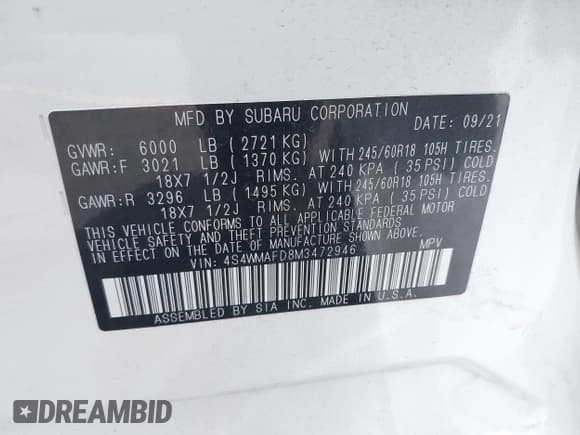 MFD BY SUBARU CORPORATION
DATE: 09/21
GVWR: 6000 LB (2721 KG)
GAWR:F 3021 LB (1370 KG) WITH 245/60R18 105H TIRES.
18X7 1/2J RIMS. AT 240 KPA ( 35 PSI) COLD
GAWR:R 3296 LB (1495 KG) WITH 245/60R18 105H TIRES.
18X7 1/2J RIMS. AT 240 KPA ( 35 PSI) COLD
THIS VEHICLE CONFORMS TO ALL APPLICABLE FEDERAL MOTOR
VEHICLE SAFETY AND THEFT PREVENTION STANDARDS
IN EFFECT ON THE DATE OF MANUFACTURE SHOWN ABOVE.
VIN: 4S4WMAFD8M3472946 MPV
ASSEMBLED BY SIA INC. MADE IN U.S.A.
DREAMBID